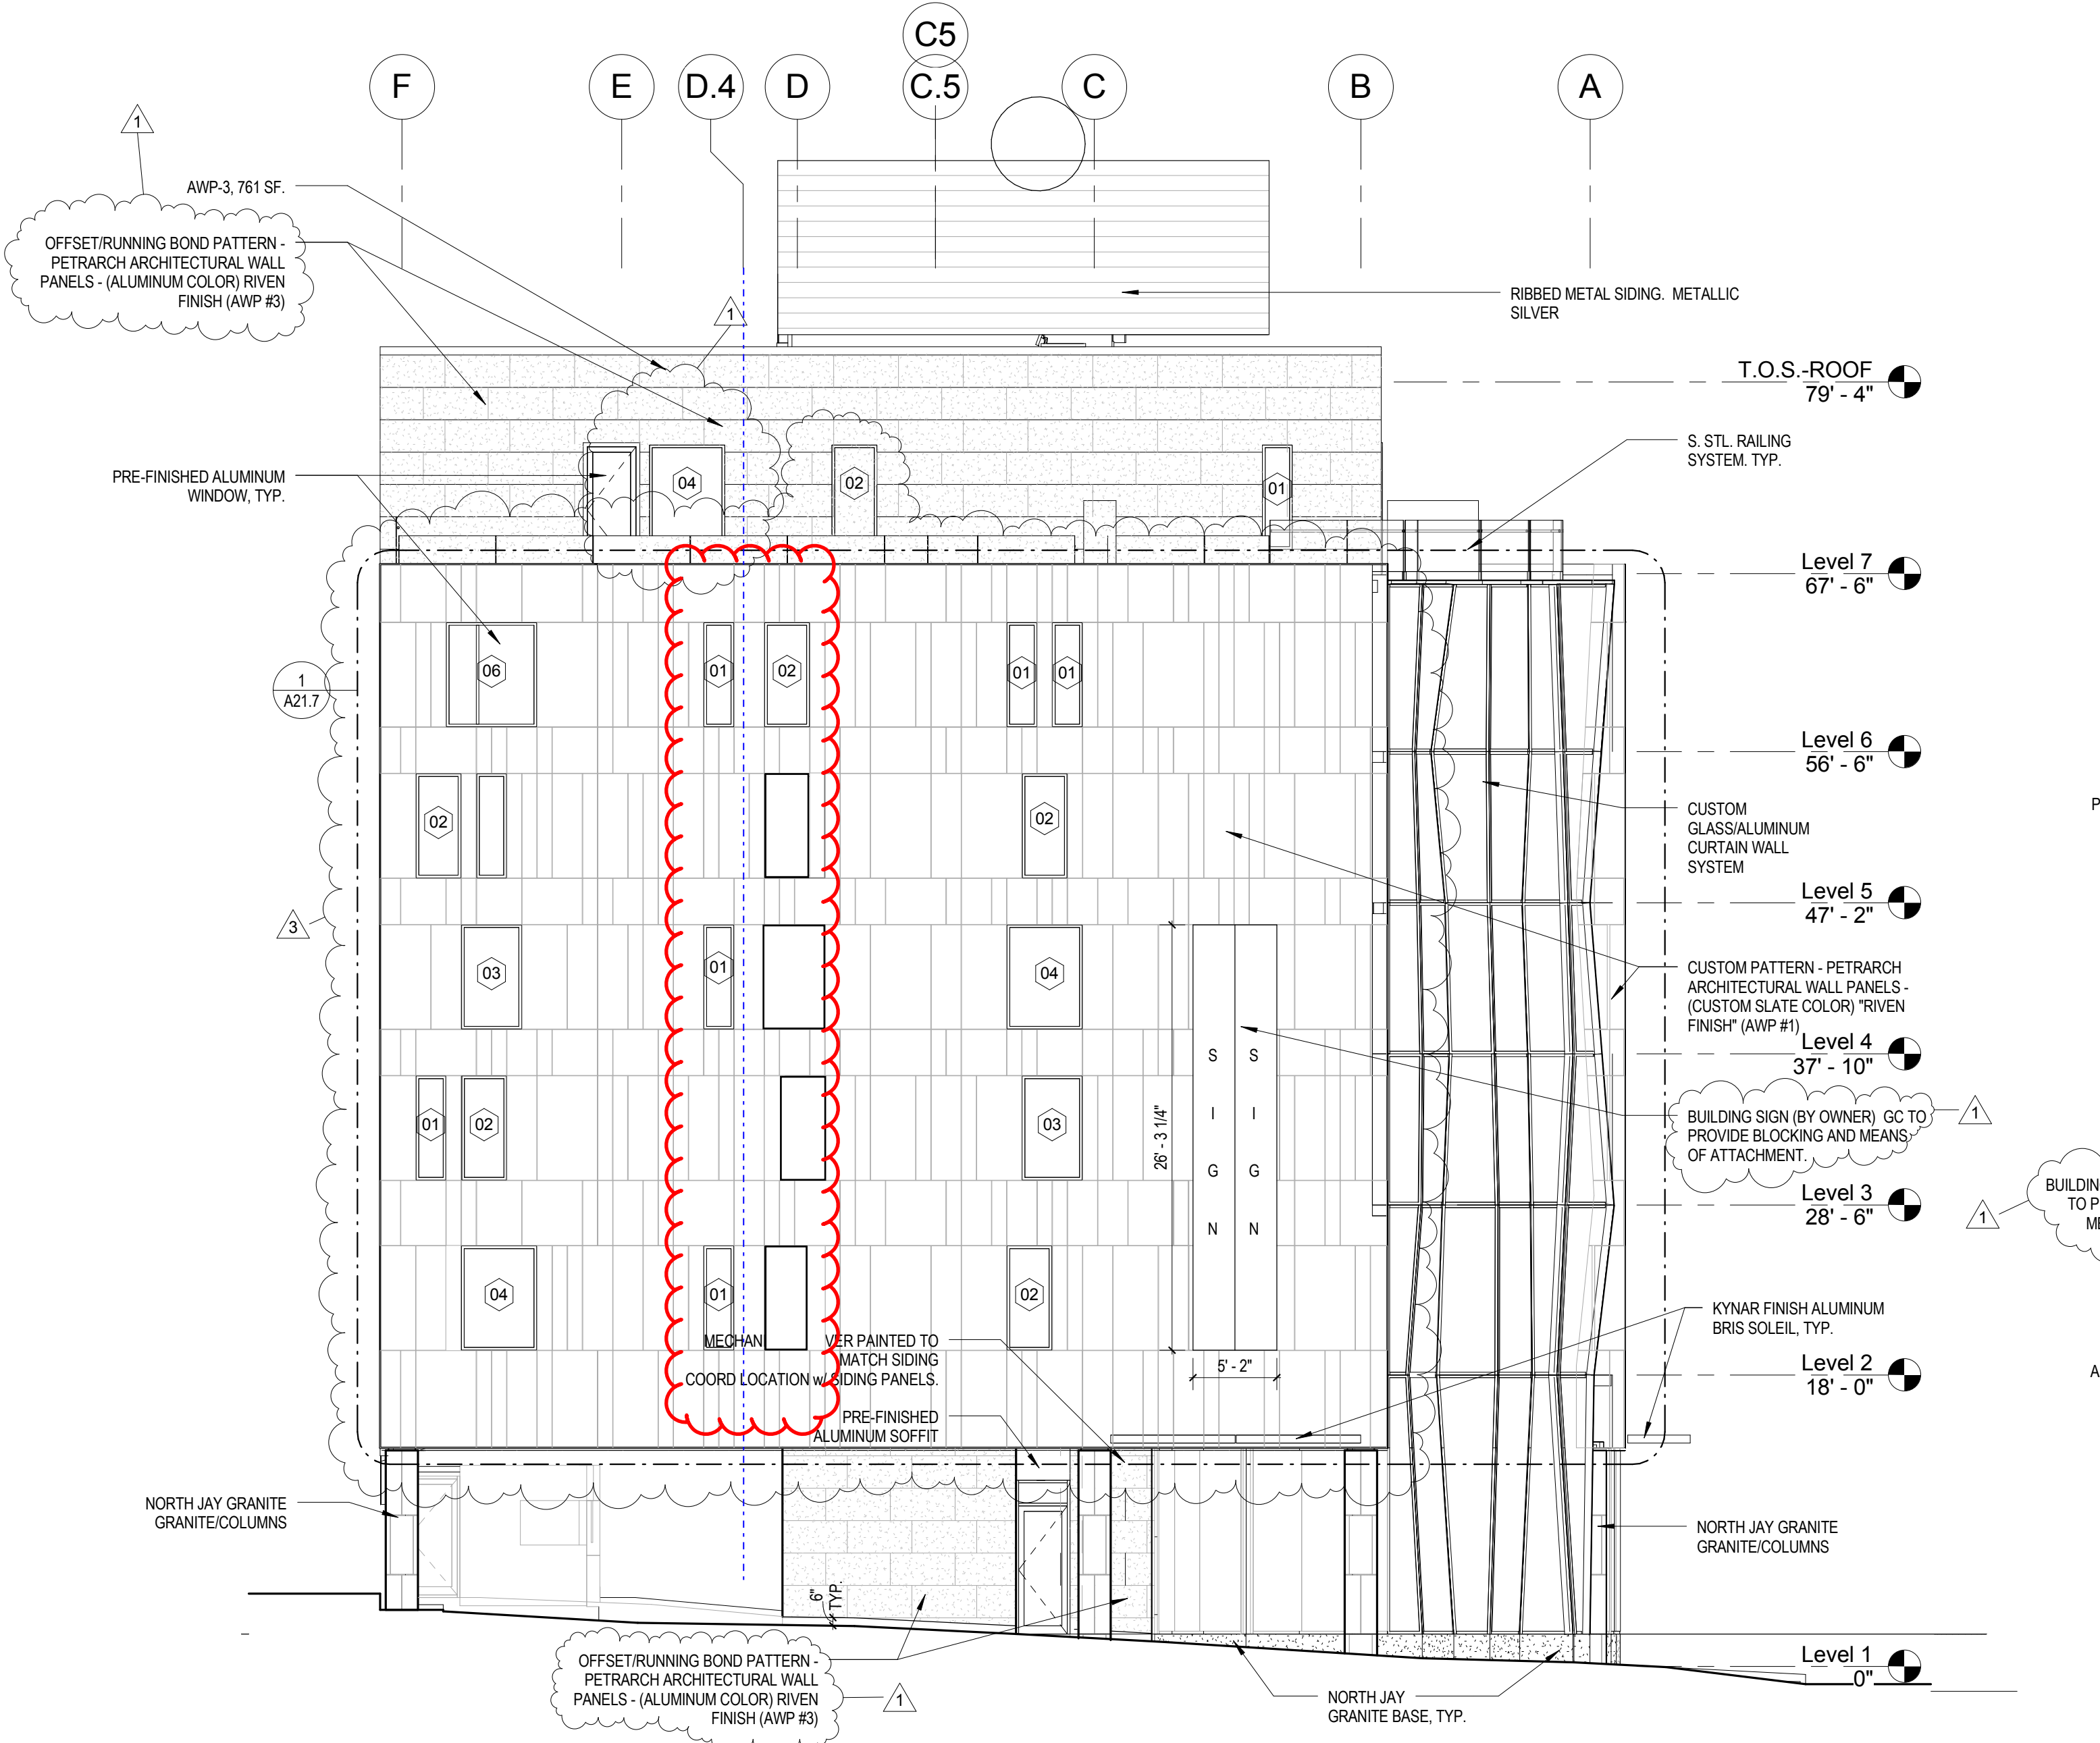 C5
F
E
D.4
D
C.5
C
B
A
1
AWP-3, 761 SF.
OFFSET/RUNNING BOND PATTERN -
PETRARCH ARCHITECTURAL WALL
PANELS - (ALUMINUM COLOR) RIVEN
FINISH (AWP #3)
RIBBED METAL SIDING. METALLIC
SILVER
1
T.O.S.-ROOF
79' - 4"
S. STL. RAILING
SYSTEM. TYP.
PRE-FINISHED ALUMINUM
WINDOW, TYP.
04
02
01
Level 7
67' - 6"
1
A21.7
06
01
02
01
01
Level 6
56' - 6"
02
02
CUSTOM
GLASS/ALUMINUM
CURTAIN WALL
SYSTEM
P
Level 5
47' - 2"
3
03
01
04
CUSTOM PATTERN - PETRARCH
ARCHITECTURAL WALL PANELS -
(CUSTOM SLATE COLOR) "RIVEN
FINISH" (AWP #1)
Level 4
37' - 10"
S
I
G
N
S
I
G
N
26' - 3 1/4"
01
02
03
BUILDING SIGN (BY OWNER)  GC TO
PROVIDE BLOCKING AND MEANS
OF ATTACHMENT.
1
Level 3
28' - 6"
1
BUILDIN
TO P
ME
04
01
02
KYNAR FINISH ALUMINUM
BRIS SOLEIL, TYP.
MECHANI VER PAINTED TO
MATCH SIDING
COORD LOCATION w/ SIDING PANELS.
5' - 2"
Level 2
18' - 0"
A
PRE-FINISHED
ALUMINUM SOFFIT
NORTH JAY GRANITE
GRANITE/COLUMNS
NORTH JAY GRANITE
GRANITE/COLUMNS
6"
TYP.
OFFSET/RUNNING BOND PATTERN -
PETRARCH ARCHITECTURAL WALL
PANELS - (ALUMINUM COLOR) RIVEN
FINISH (AWP #3)
1
NORTH JAY
GRANITE BASE, TYP.
Level 1
0"